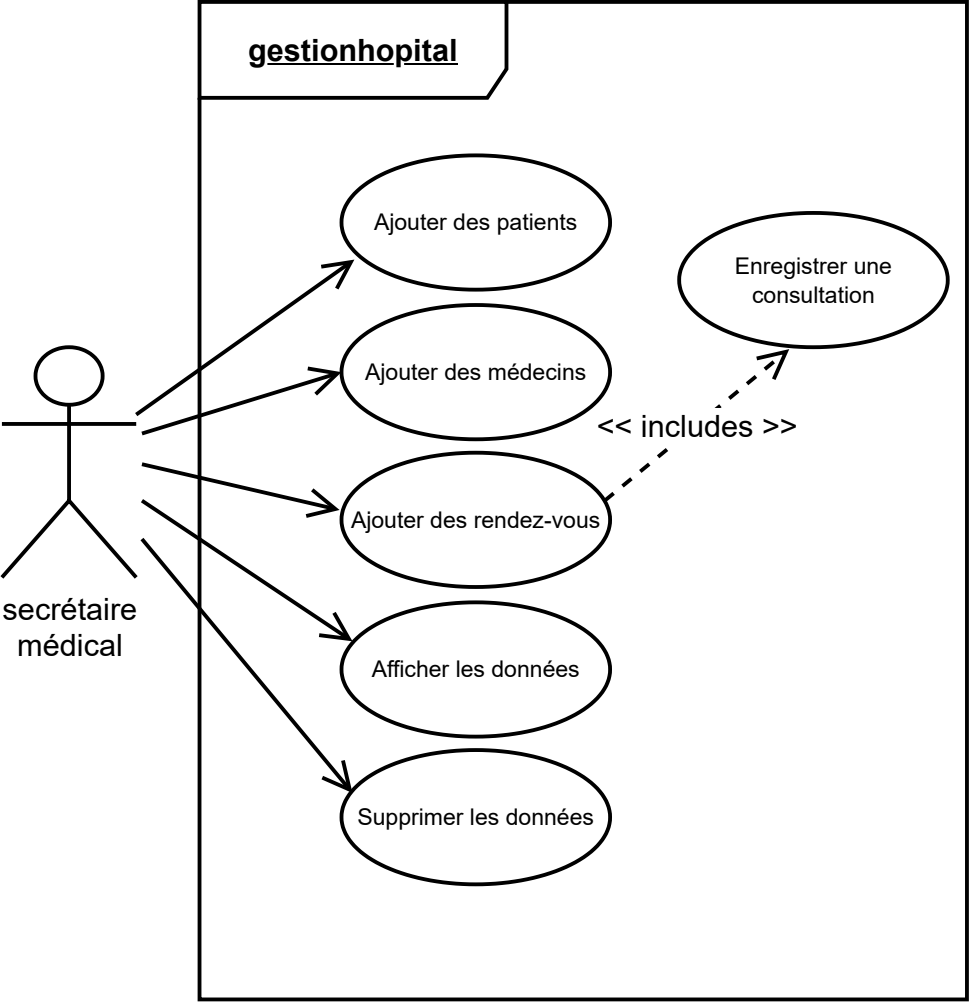 gestionhopital
Ajouter des patients
Enregistrer une
consultation
Ajouter des médecins
<< includes >>
Ajouter des rendez-vous
secrétaire
médical
Afficher les données
Supprimer les données